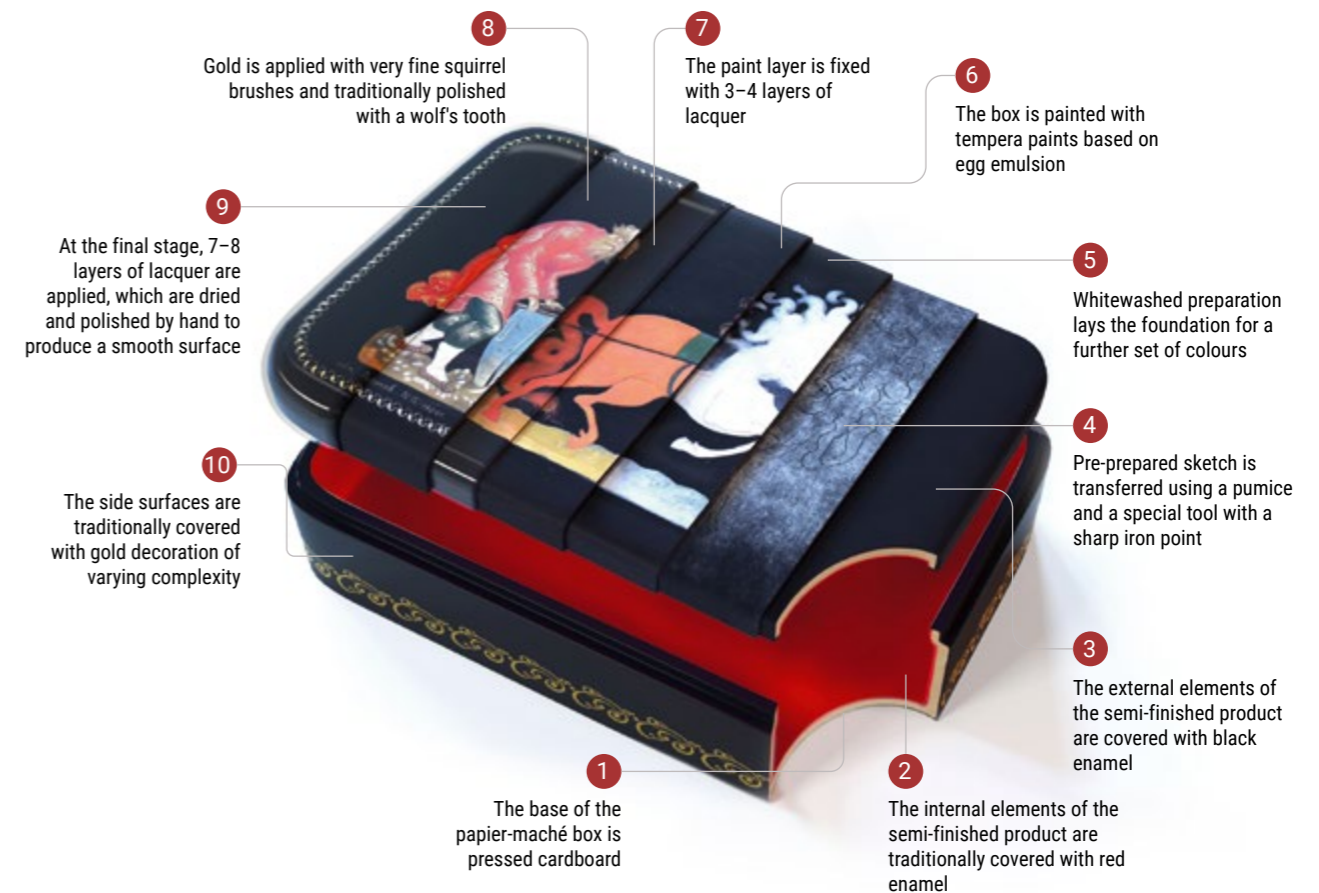 8
Gold is applied with very fine squirrel
brushes and traditionally polished
with a wolf's tooth
7
The paint layer is fixed
with 3–4 layers of
lacquer
6
The box is painted with
tempera paints based on
egg emulsion
9
At the final stage, 7–8
layers of lacquer are
applied, which are dried
and polished by hand to
produce a smooth surface
5
Whitewashed preparation
lays the foundation for a
further set of colours
4
Pre-prepared sketch is
transferred using a pumice
and a special tool with a
sharp iron point
10
The side surfaces are
traditionally covered
with gold decoration of
varying complexity
3
The external elements of
the semi-finished product
are covered with black
enamel
1
The base of the
papier-maché box is
pressed cardboard
2
The internal elements of the
semi-finished product are
traditionally covered with red
enamel